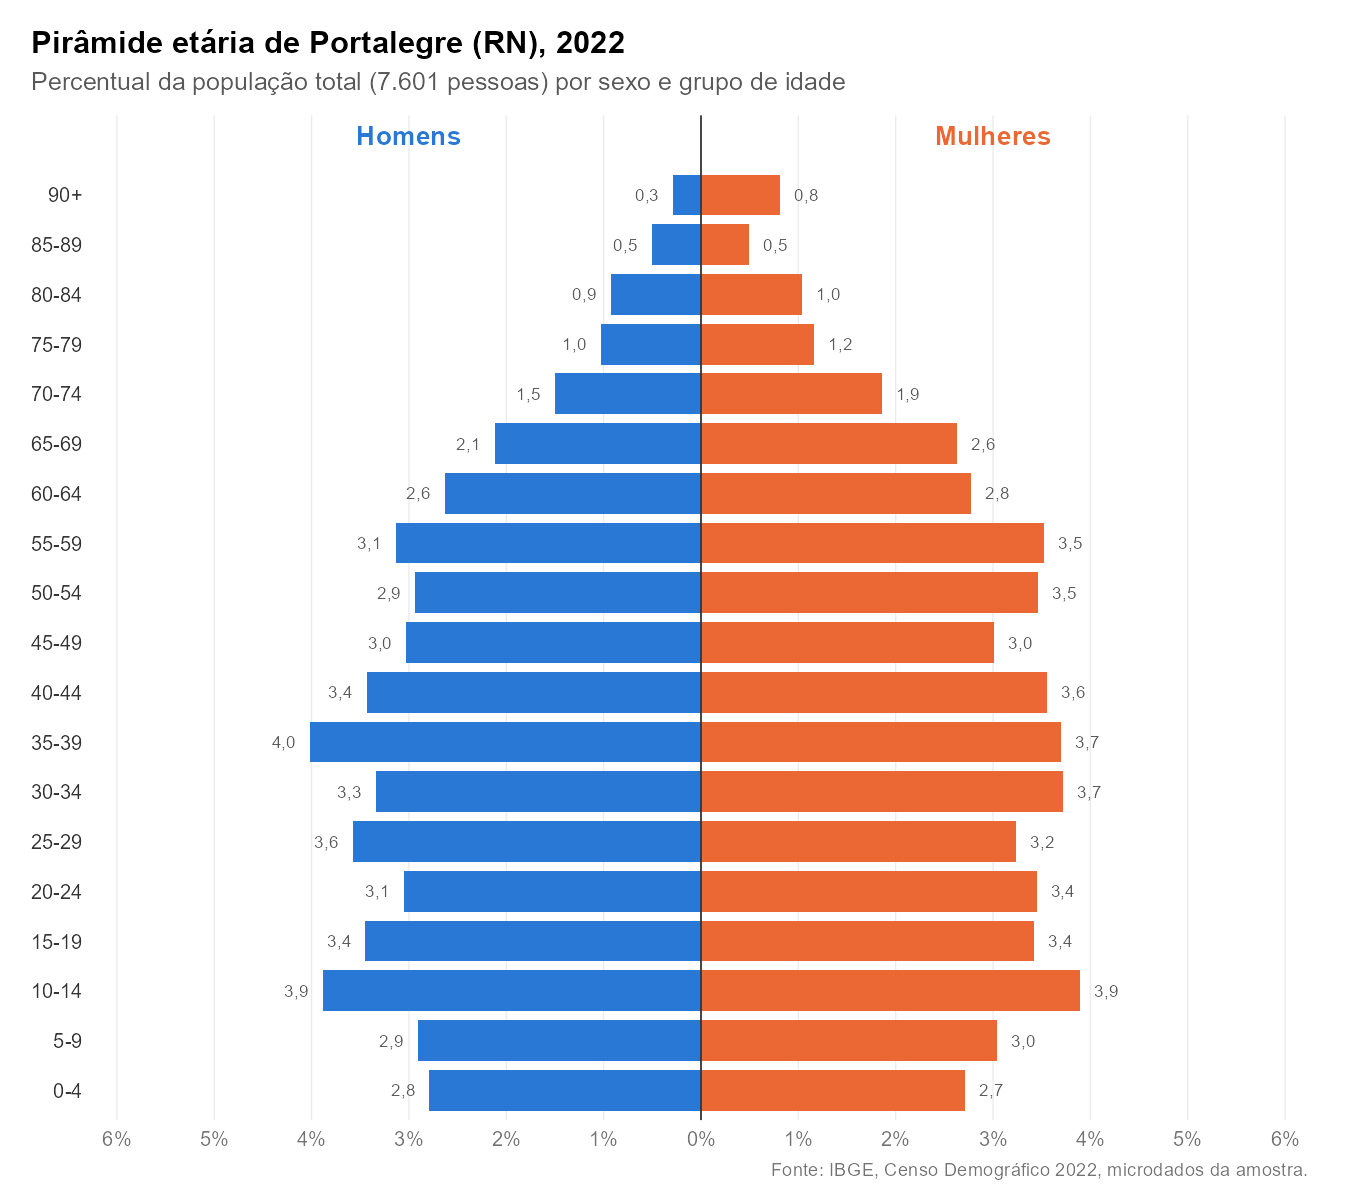 Pirâmide etária de Portalegre (RN), 2022
Percentual da população total (7.601 pessoas) por sexo e grupo de idade
Homens Mulheres
90+ 0,3 0,8
85-89 0,5 0,5
80-84 0,9 1,0
75-79 1,0 1,2
70-74 1,5 1,9
65-69 2,1 2,6
60-64 2,6 2,8
55-59 3,1 3,5
50-54 2,9 3,5
45-49 3,0 3,0
40-44 3,4 3,6
35-39 4,0 3,7
30-34 3,3 3,7
25-29 3,6 3,2
20-24 3,1 3,4
15-19 3,4 3,4
10-14 3,9 3,9
5-9 2,9 3,0
0-4 2,8 2,7
6% 5% 4% 3% 2% 1% 0% 1% 2% 3% 4% 5% 6%
Fonte: IBGE, Censo Demográfico 2022, microdados da amostra.